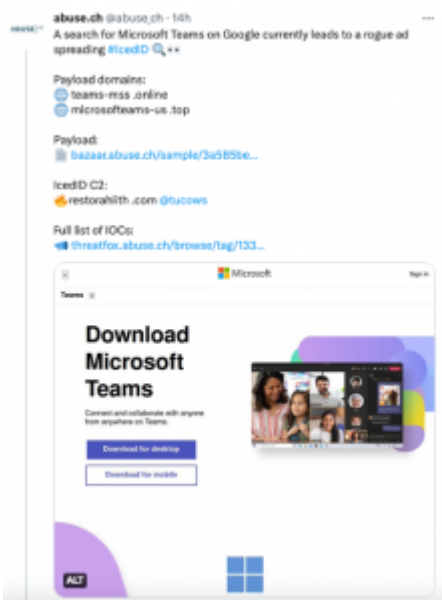 abuse.ch @abuse_ch · 14h
A search for Microsoft Teams on Google currently leads to a rogue ad
spreading #IcedID 🔍👀
Payload domains:
🌐 teams-mss .online
🌐 microsofteams-us .top
Payload:
📄 bazaar.abuse.ch/sample/3a585be...
IcedID C2:
🔥restorahlith .com @tucows
Full list of IOCs:
📢 threatfox.abuse.ch/browse/tag/133...
Microsoft
Sign in
Teams
Download
Microsoft
Teams
Connect and collaborate with anyone
from anywhere on Teams.
Download for desktop
Download for mobile
ALT